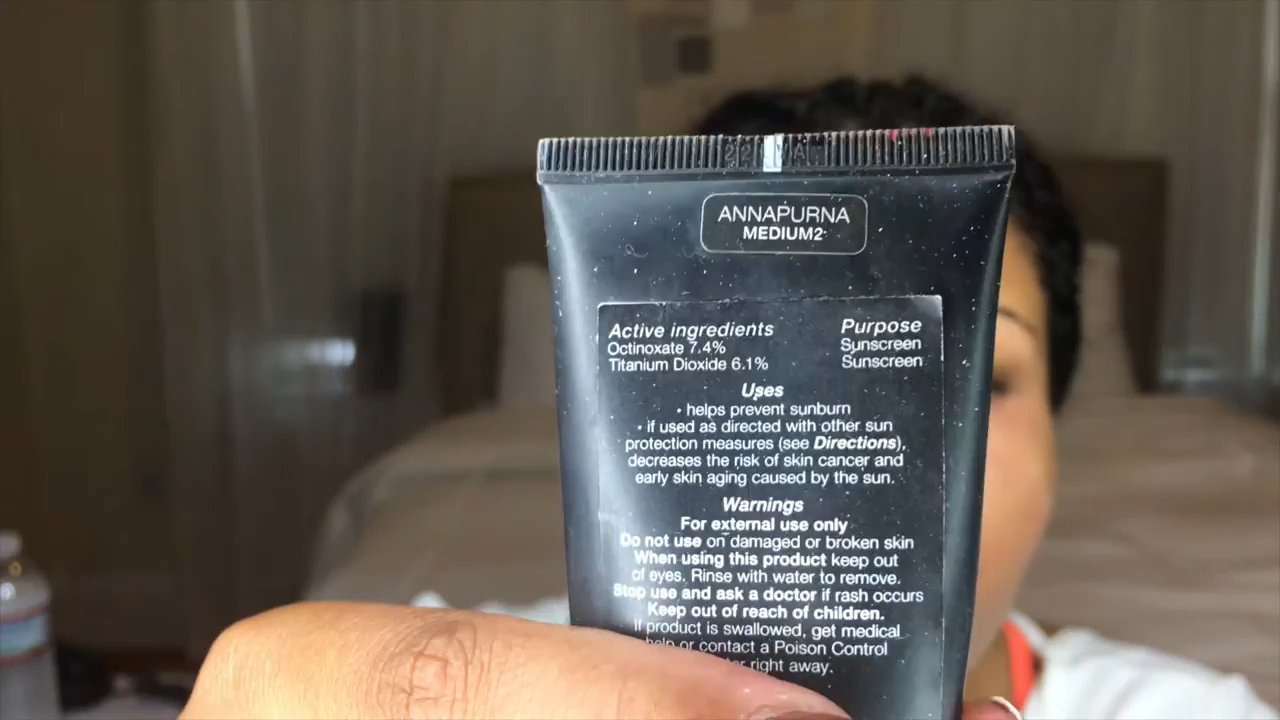 ANNAPURNA
MEDIUM2
Active ingredients Purpose
Octinoxate 7.4% Sunscreen
Titanium Dioxide 6.1% Sunscreen
Uses
• helps prevent sunburn
• if used as directed with other sun
protection measures (see Directions),
decreases the risk of skin cancer and
early skin aging caused by the sun.
Warnings
For external use only
Do not use on damaged or broken skin
When using this product keep out
of eyes. Rinse with water to remove.
Stop use and ask a doctor if rash occurs
Keep out of reach of children.
If product is swallowed, get medical
help or contact a Poison Control
right away.